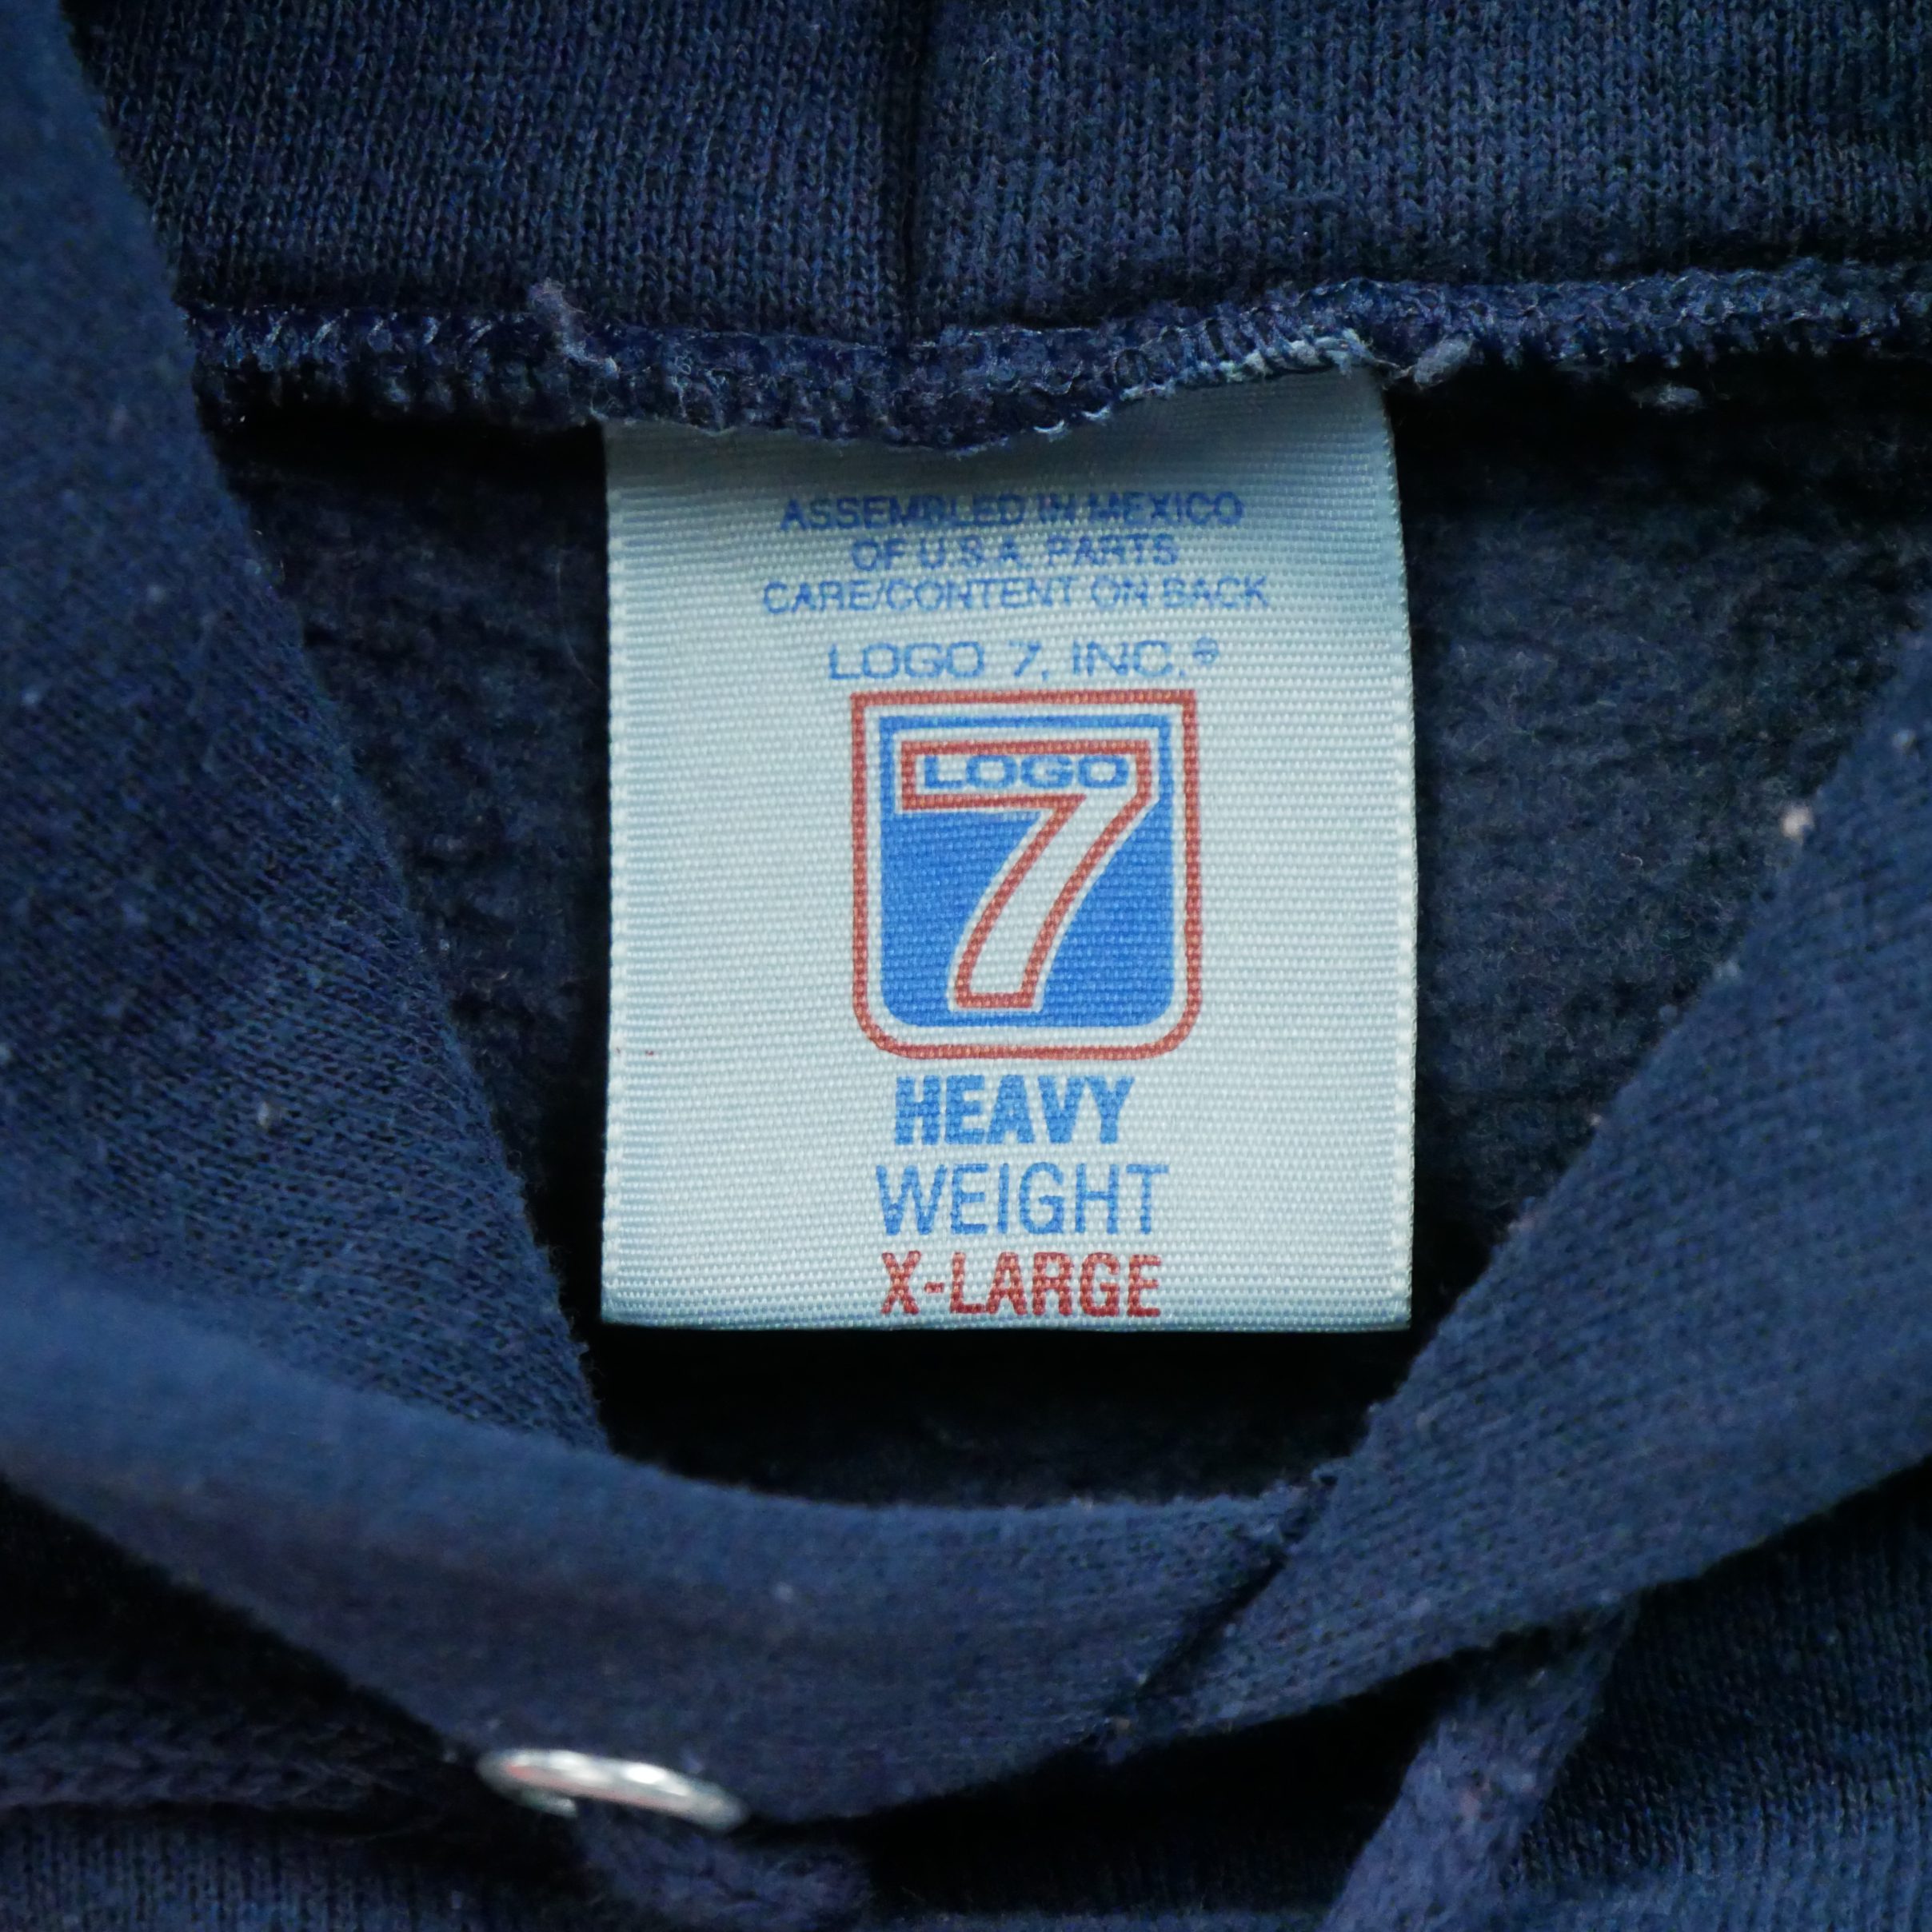 ASSEMBLED IN MEXICO
OF U.S.A. PARTS
CARE/CONTENT ON BACK
LOGO 7, INC.®
LOGO
7
HEAVY
WEIGHT
X-LARGE